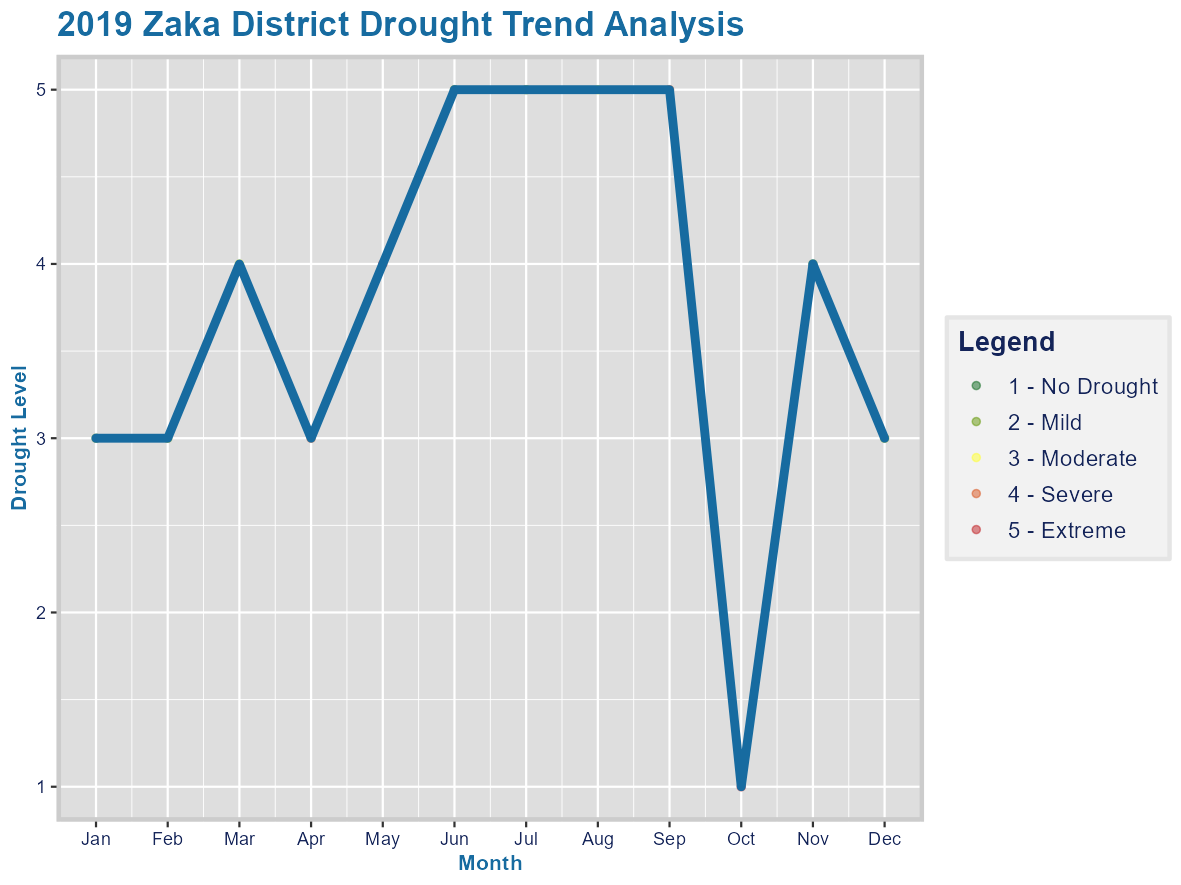 2019 Zaka District Drought Trend Analysis
Drought Level
5
4
3
2
1
Jan Feb Mar Apr May Jun Jul Aug Sep Oct Nov Dec
Month
Legend
1 - No Drought
2 - Mild
3 - Moderate
4 - Severe
5 - Extreme